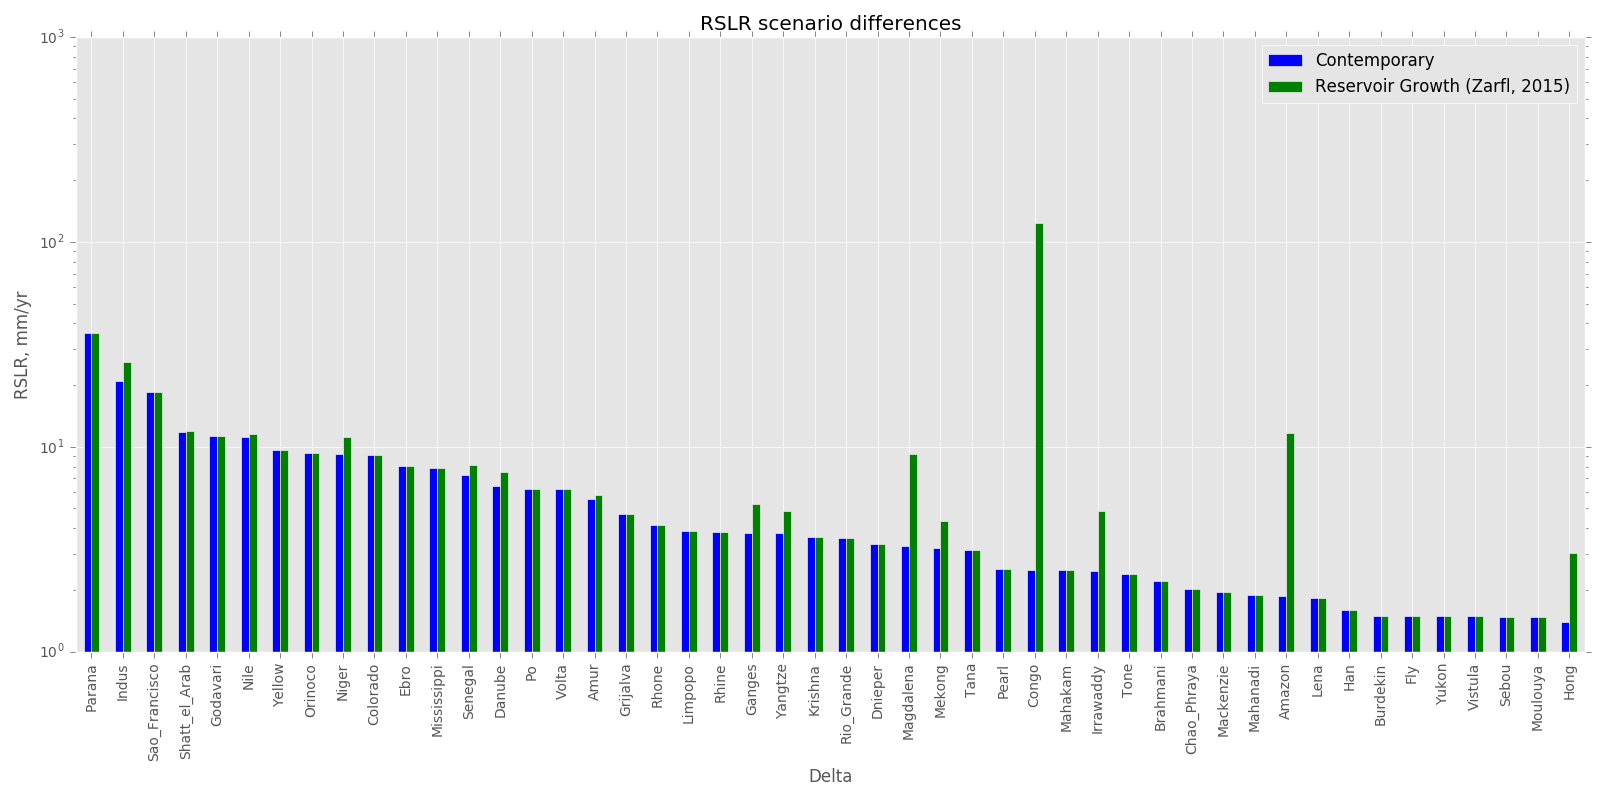 RSLR scenario differences
Contemporary
Reservoir Growth (Zarfl, 2015)
RSLR, mm/yr
10³
10²
10¹
10⁰
Parana
Indus
Sao_Francisco
Shatt_el_Arab
Godavari
Nile
Yellow
Orinoco
Niger
Colorado
Ebro
Mississippi
Senegal
Danube
Po
Volta
Amur
Grijalva
Rhone
Limpopo
Rhine
Ganges
Yangtze
Krishna
Rio_Grande
Dnieper
Magdalena
Mekong
Tana
Pearl
Congo
Mahakam
Irrawaddy
Tone
Brahmani
Chao_Phraya
Mackenzie
Mahanadi
Amazon
Lena
Han
Burdekin
Fly
Yukon
Vistula
Sebou
Moulouya
Hong
Delta